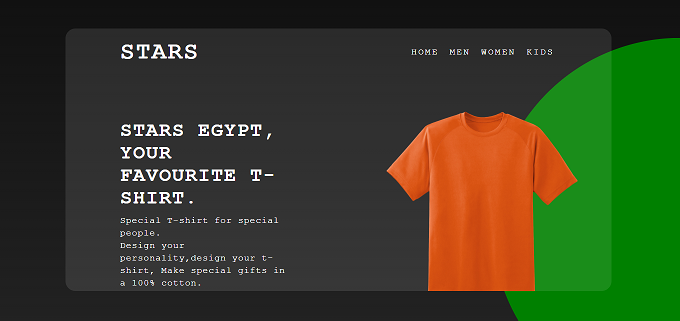 STARS
HOME MEN WOMEN KIDS
STARS EGYPT,
YOUR
FAVOURITE T-
SHIRT.
Special T-shirt for special
people.
Design your
personality,design your t-
shirt, Make special gifts in
a 100% cotton.